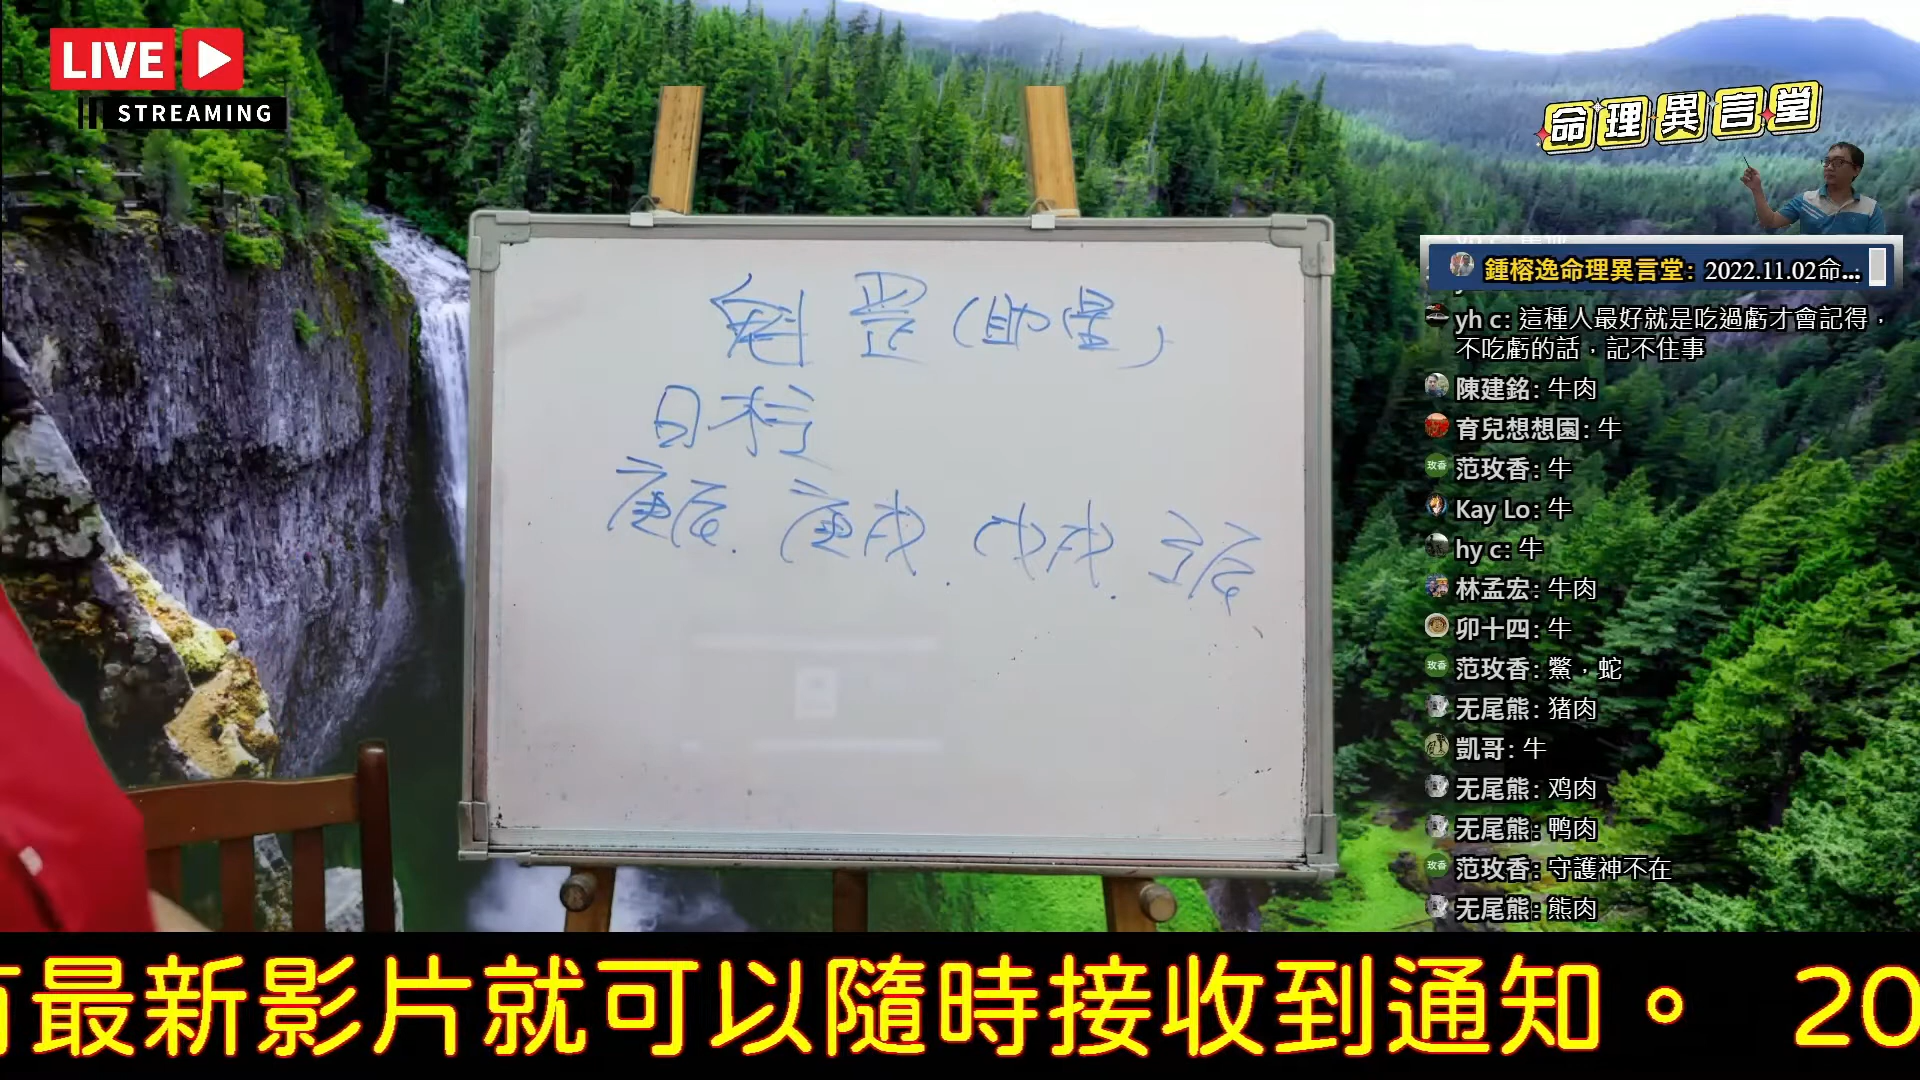 LIVE
STREAMING
命理異言堂
魁罡(助星)
日柱
庚辰.庚戌.戊戌.壬辰、
鍾榕逸命理異言堂: 2022.11.02命...
yh c: 這種人最好就是吃過虧才會記得，
不吃虧的話，記不住事
陳建銘: 牛肉
育兒想想園: 牛
玫香 范玫香: 牛
Kay Lo: 牛
hy c: 牛
林孟宏: 牛肉
卯十四: 牛
玫香 范玫香: 鱉，蛇
无尾熊: 猪肉
凱哥: 牛
无尾熊: 鸡肉
无尾熊: 鸭肉
玫香 范玫香: 守護神不在
无尾熊: 熊肉
有最新影片就可以隨時接收到通知。 20